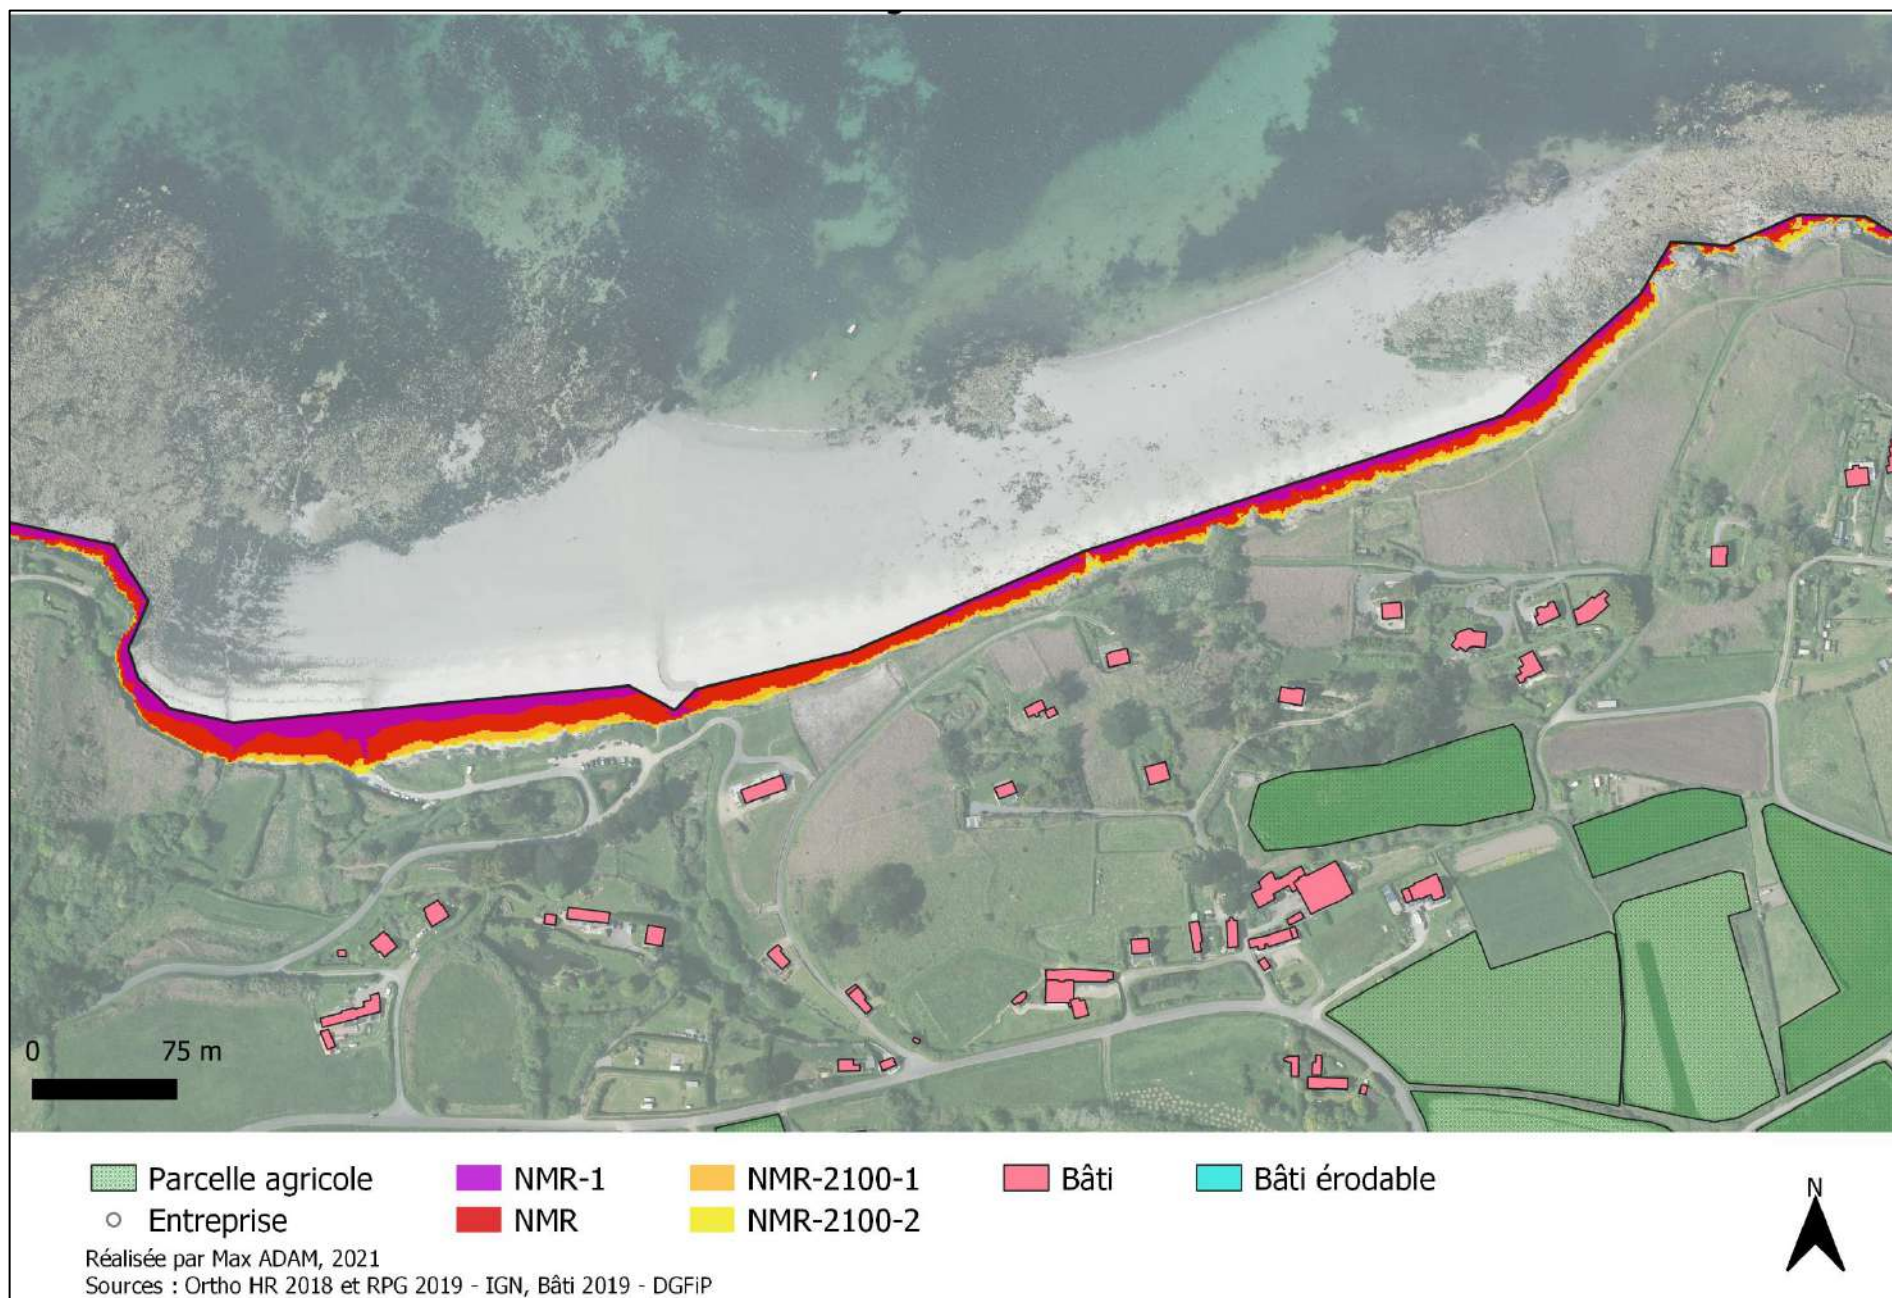 0 75 m
Parcelle agricole NMR-1 NMR-2100-1 Bâti Bâti érodable
Entreprise NMR NMR-2100-2
N
Réalisée par Max ADAM, 2021
Sources : Ortho HR 2018 et RPG 2019 - IGN, Bâti 2019 - DGFiP